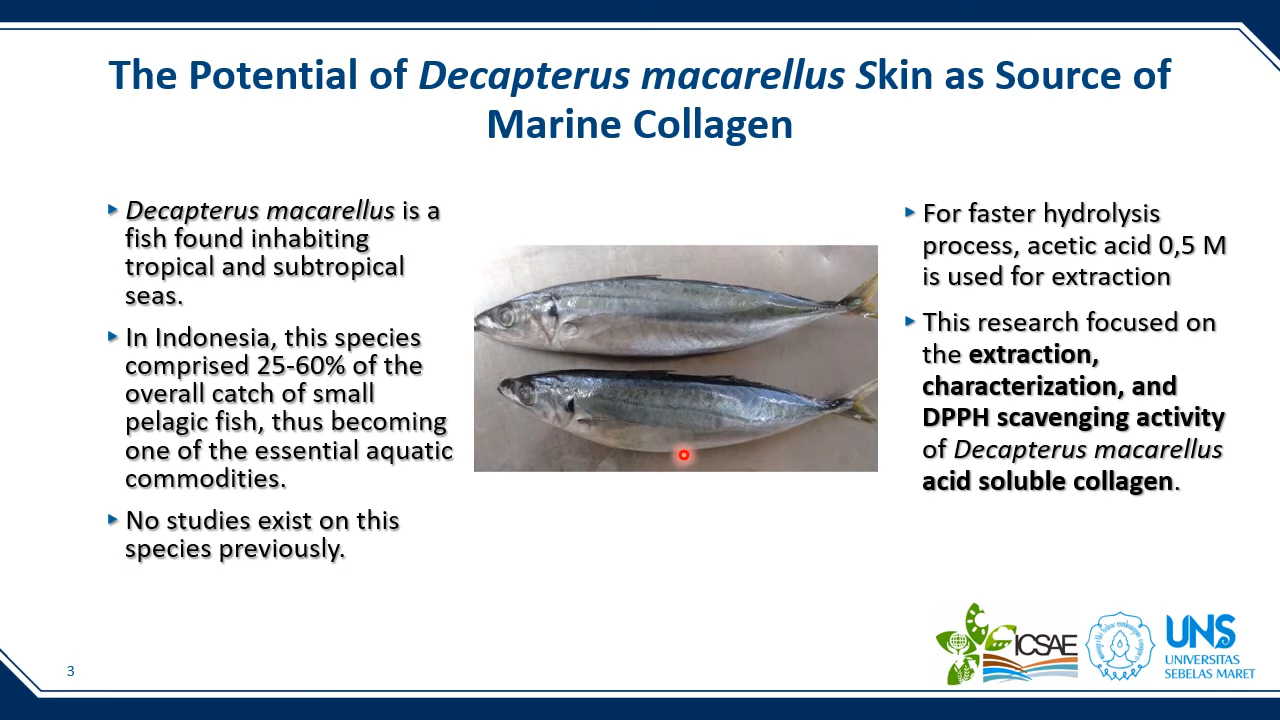 The Potential of Decapterus macarellus Skin as Source of
Marine Collagen
Decapterus macarellus is a
fish found inhabiting
tropical and subtropical
seas.
In Indonesia, this species
comprised 25-60% of the
overall catch of small
pelagic fish, thus becoming
one of the essential aquatic
commodities.
No studies exist on this
species previously.
For faster hydrolysis
process, acetic acid 0,5 M
is used for extraction
This research focused on
the extraction,
characterization, and
DPPH scavenging activity
of Decapterus macarellus
acid soluble collagen.
3
ICSAE
UNS
UNIVERSITAS
SEBELAS MARET